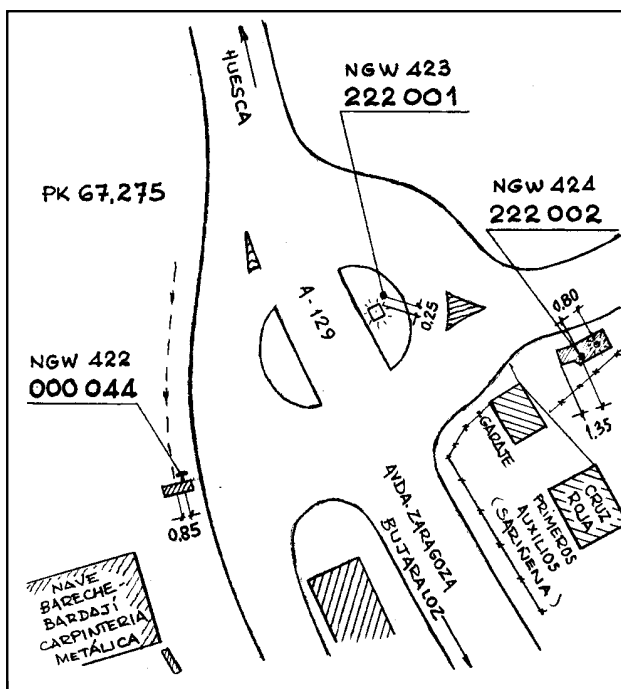 HUESCA
NGW 423
222 001
PK 67,275
NGW 424
222 002
A-129
0.25
0.80
NGW 422
000 044
1.35
GARAJE
0.85
AVDA. ZARAGOZA
BUJARALOZ
CRUZ
ROJA
PRIMEROS
AUXILIOS
(SARIÑENA)
NAVE
BARECHE-
BARDAJÍ
CARPINTERIA
METÁLICA